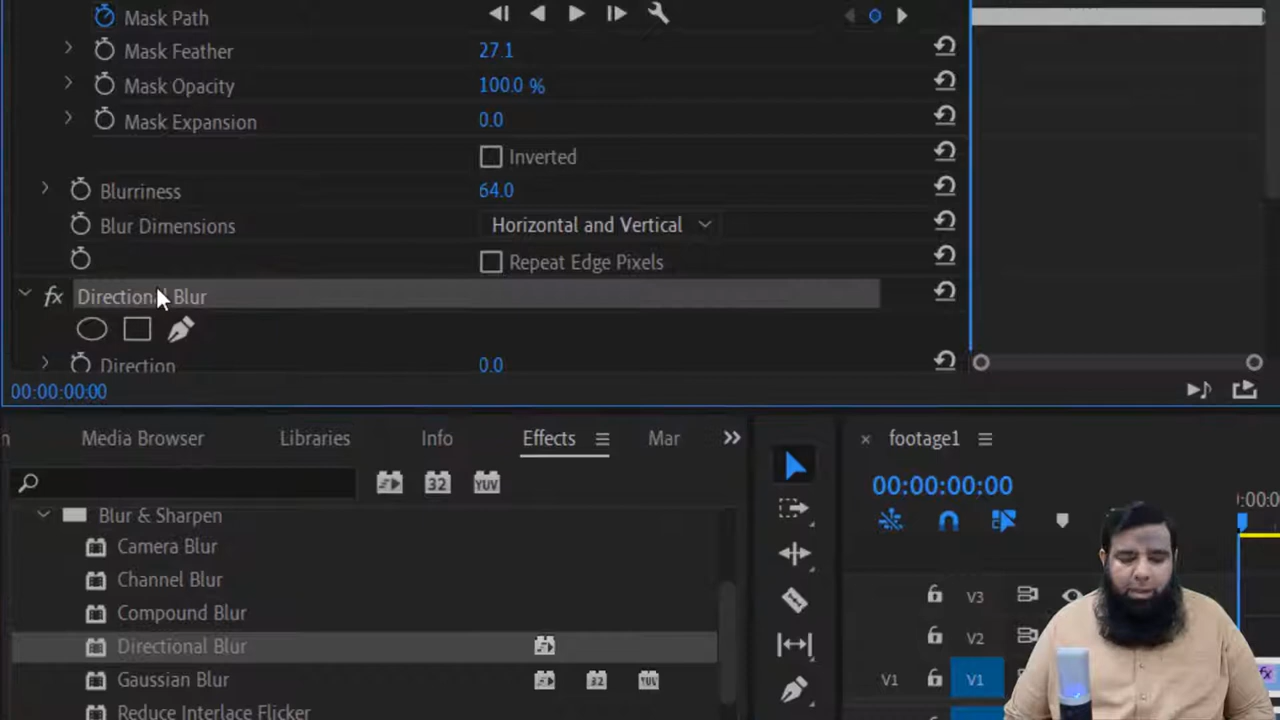 Mask Path
Mask Feather 27.1
Mask Opacity 100.0 %
Mask Expansion 0.0
Inverted
Blurriness 64.0
Blur Dimensions Horizontal and Vertical
Repeat Edge Pixels
fx Directional Blur
Direction 0.0
00:00:00:00
Media Browser Libraries Info Effects Mar
32 YUV
Blur & Sharpen
Camera Blur
Channel Blur
Compound Blur
Directional Blur
Gaussian Blur
Reduce Interlace Flicker
× footage1
00:00:00:00
:00:0
V3
V2
V1 V1
fx